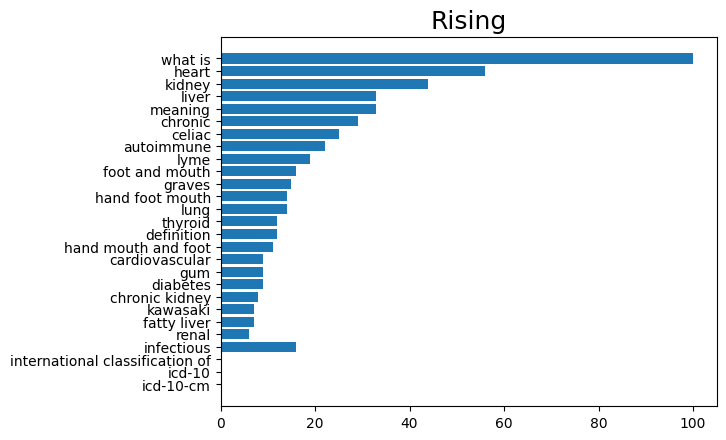 Rising
what is
heart
kidney
liver
meaning
chronic
celiac
autoimmune
lyme
foot and mouth
graves
hand foot mouth
lung
thyroid
definition
hand mouth and foot
cardiovascular
gum
diabetes
chronic kidney
kawasaki
fatty liver
renal
infectious
international classification of
icd-10
icd-10-cm
0 20 40 60 80 100